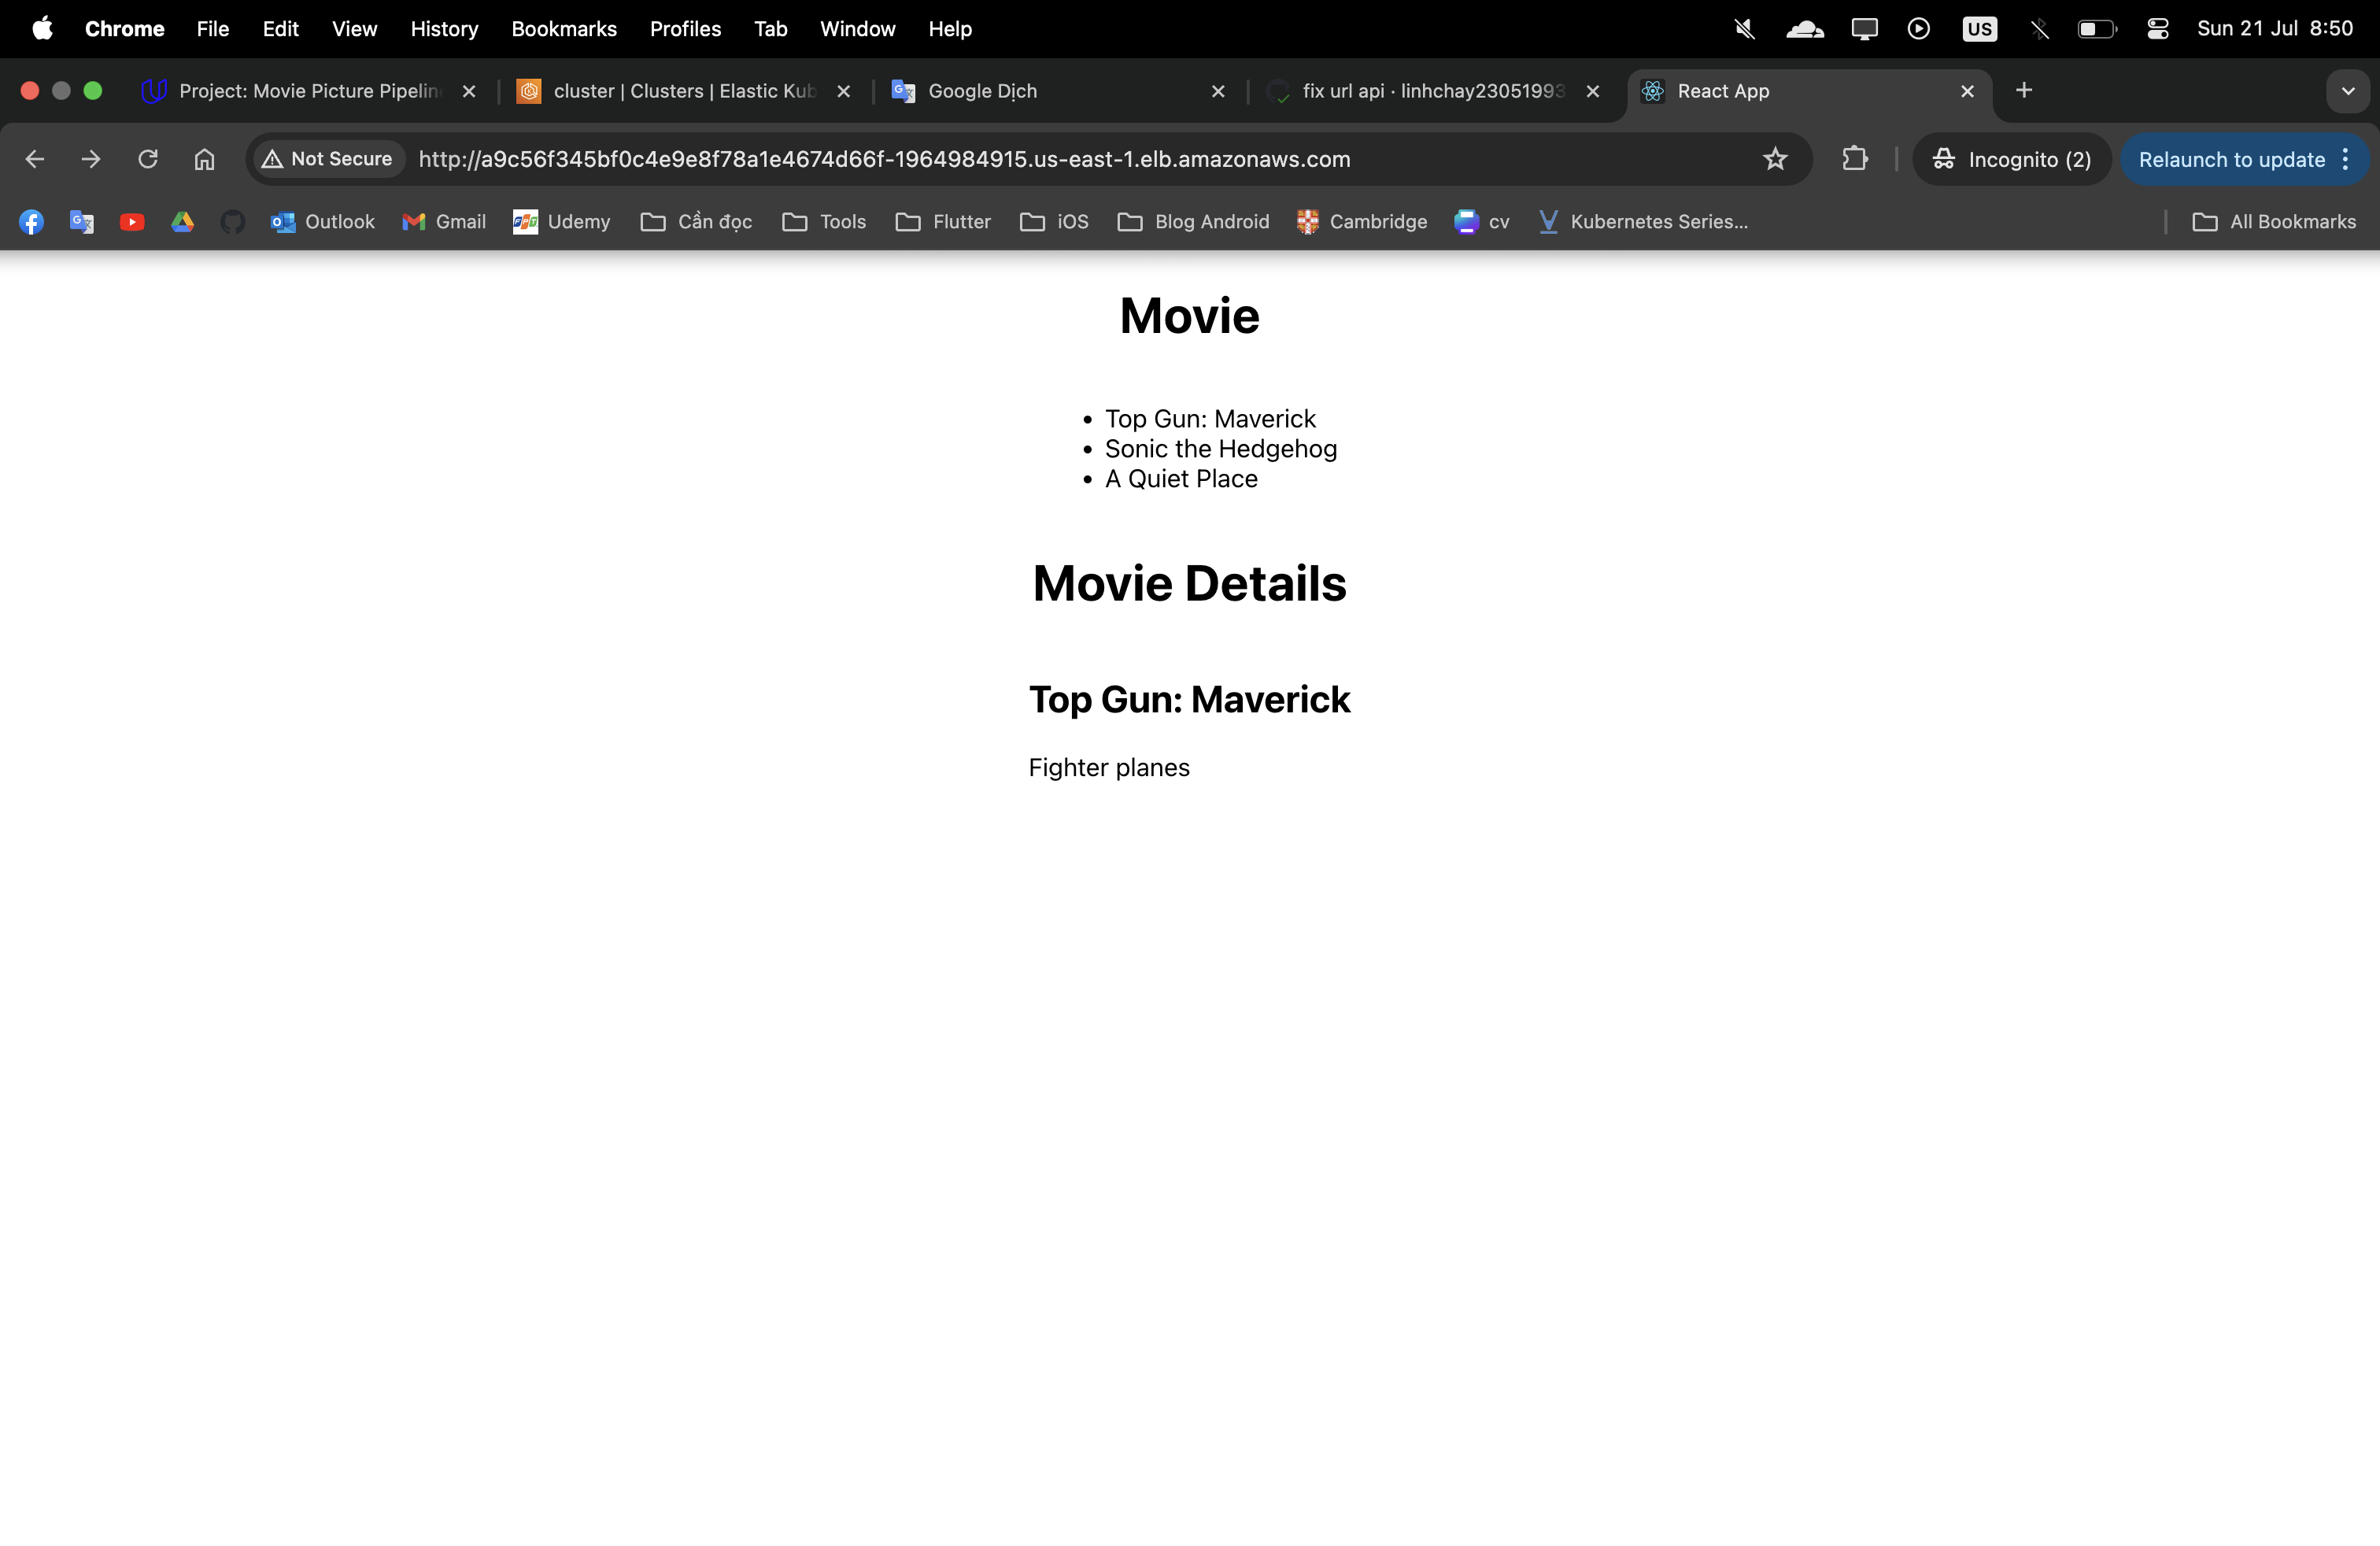 Chrome File Edit View History Bookmarks Profiles Tab Window Help US Sun 21 Jul 8:50
Project: Movie Picture Pipelin cluster | Clusters | Elastic Kub Google Dịch fix url api · linhchay23051993 React App
Not Secure http://a9c56f345bf0c4e9e8f78a1e4674d66f-1964984915.us-east-1.elb.amazonaws.com Incognito (2) Relaunch to update
Outlook Gmail Udemy Cần đọc Tools Flutter iOS Blog Android Cambridge cv Kubernetes Series... All Bookmarks
Movie
• Top Gun: Maverick
• Sonic the Hedgehog
• A Quiet Place
Movie Details
Top Gun: Maverick
Fighter planes